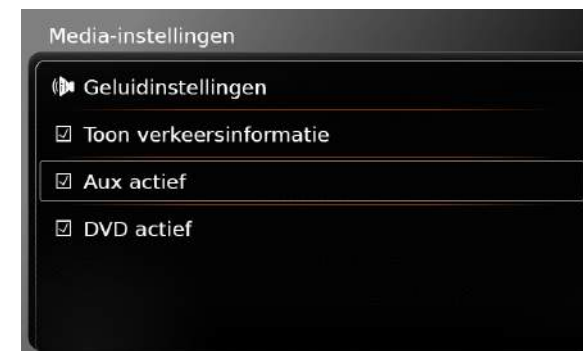 Media-instellingen
Geluidinstellingen
Toon verkeersinformatie
Aux actief
DVD actief